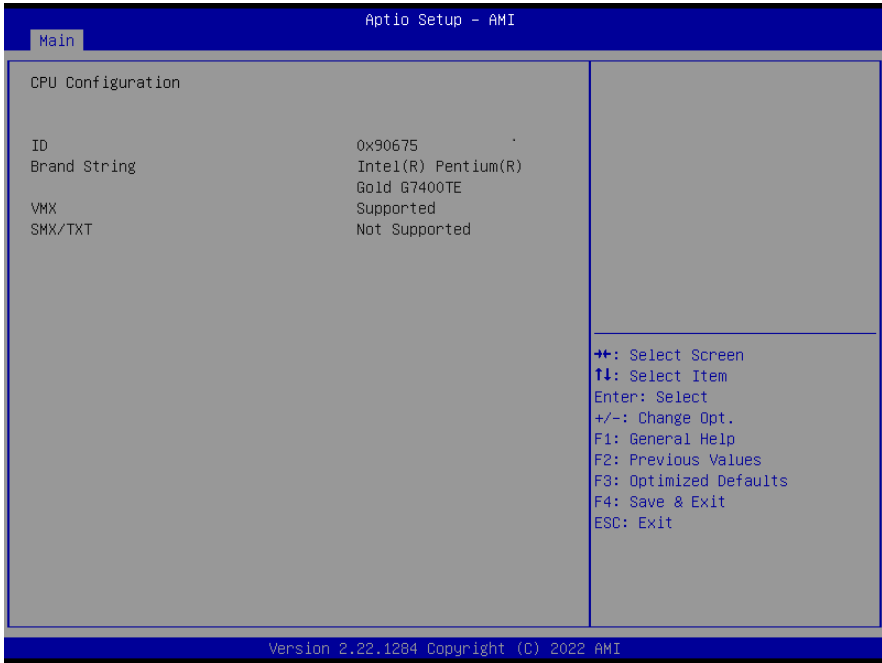 Aptio Setup – AMI
Main
CPU Configuration
ID 0x90675
Brand String Intel(R) Pentium(R)
Gold G7400TE
VMX Supported
SMX/TXT Not Supported
→←: Select Screen
↑↓: Select Item
Enter: Select
+/-: Change Opt.
F1: General Help
F2: Previous Values
F3: Optimized Defaults
F4: Save & Exit
ESC: Exit
Version 2.22.1284 Copyright (C) 2022 AMI